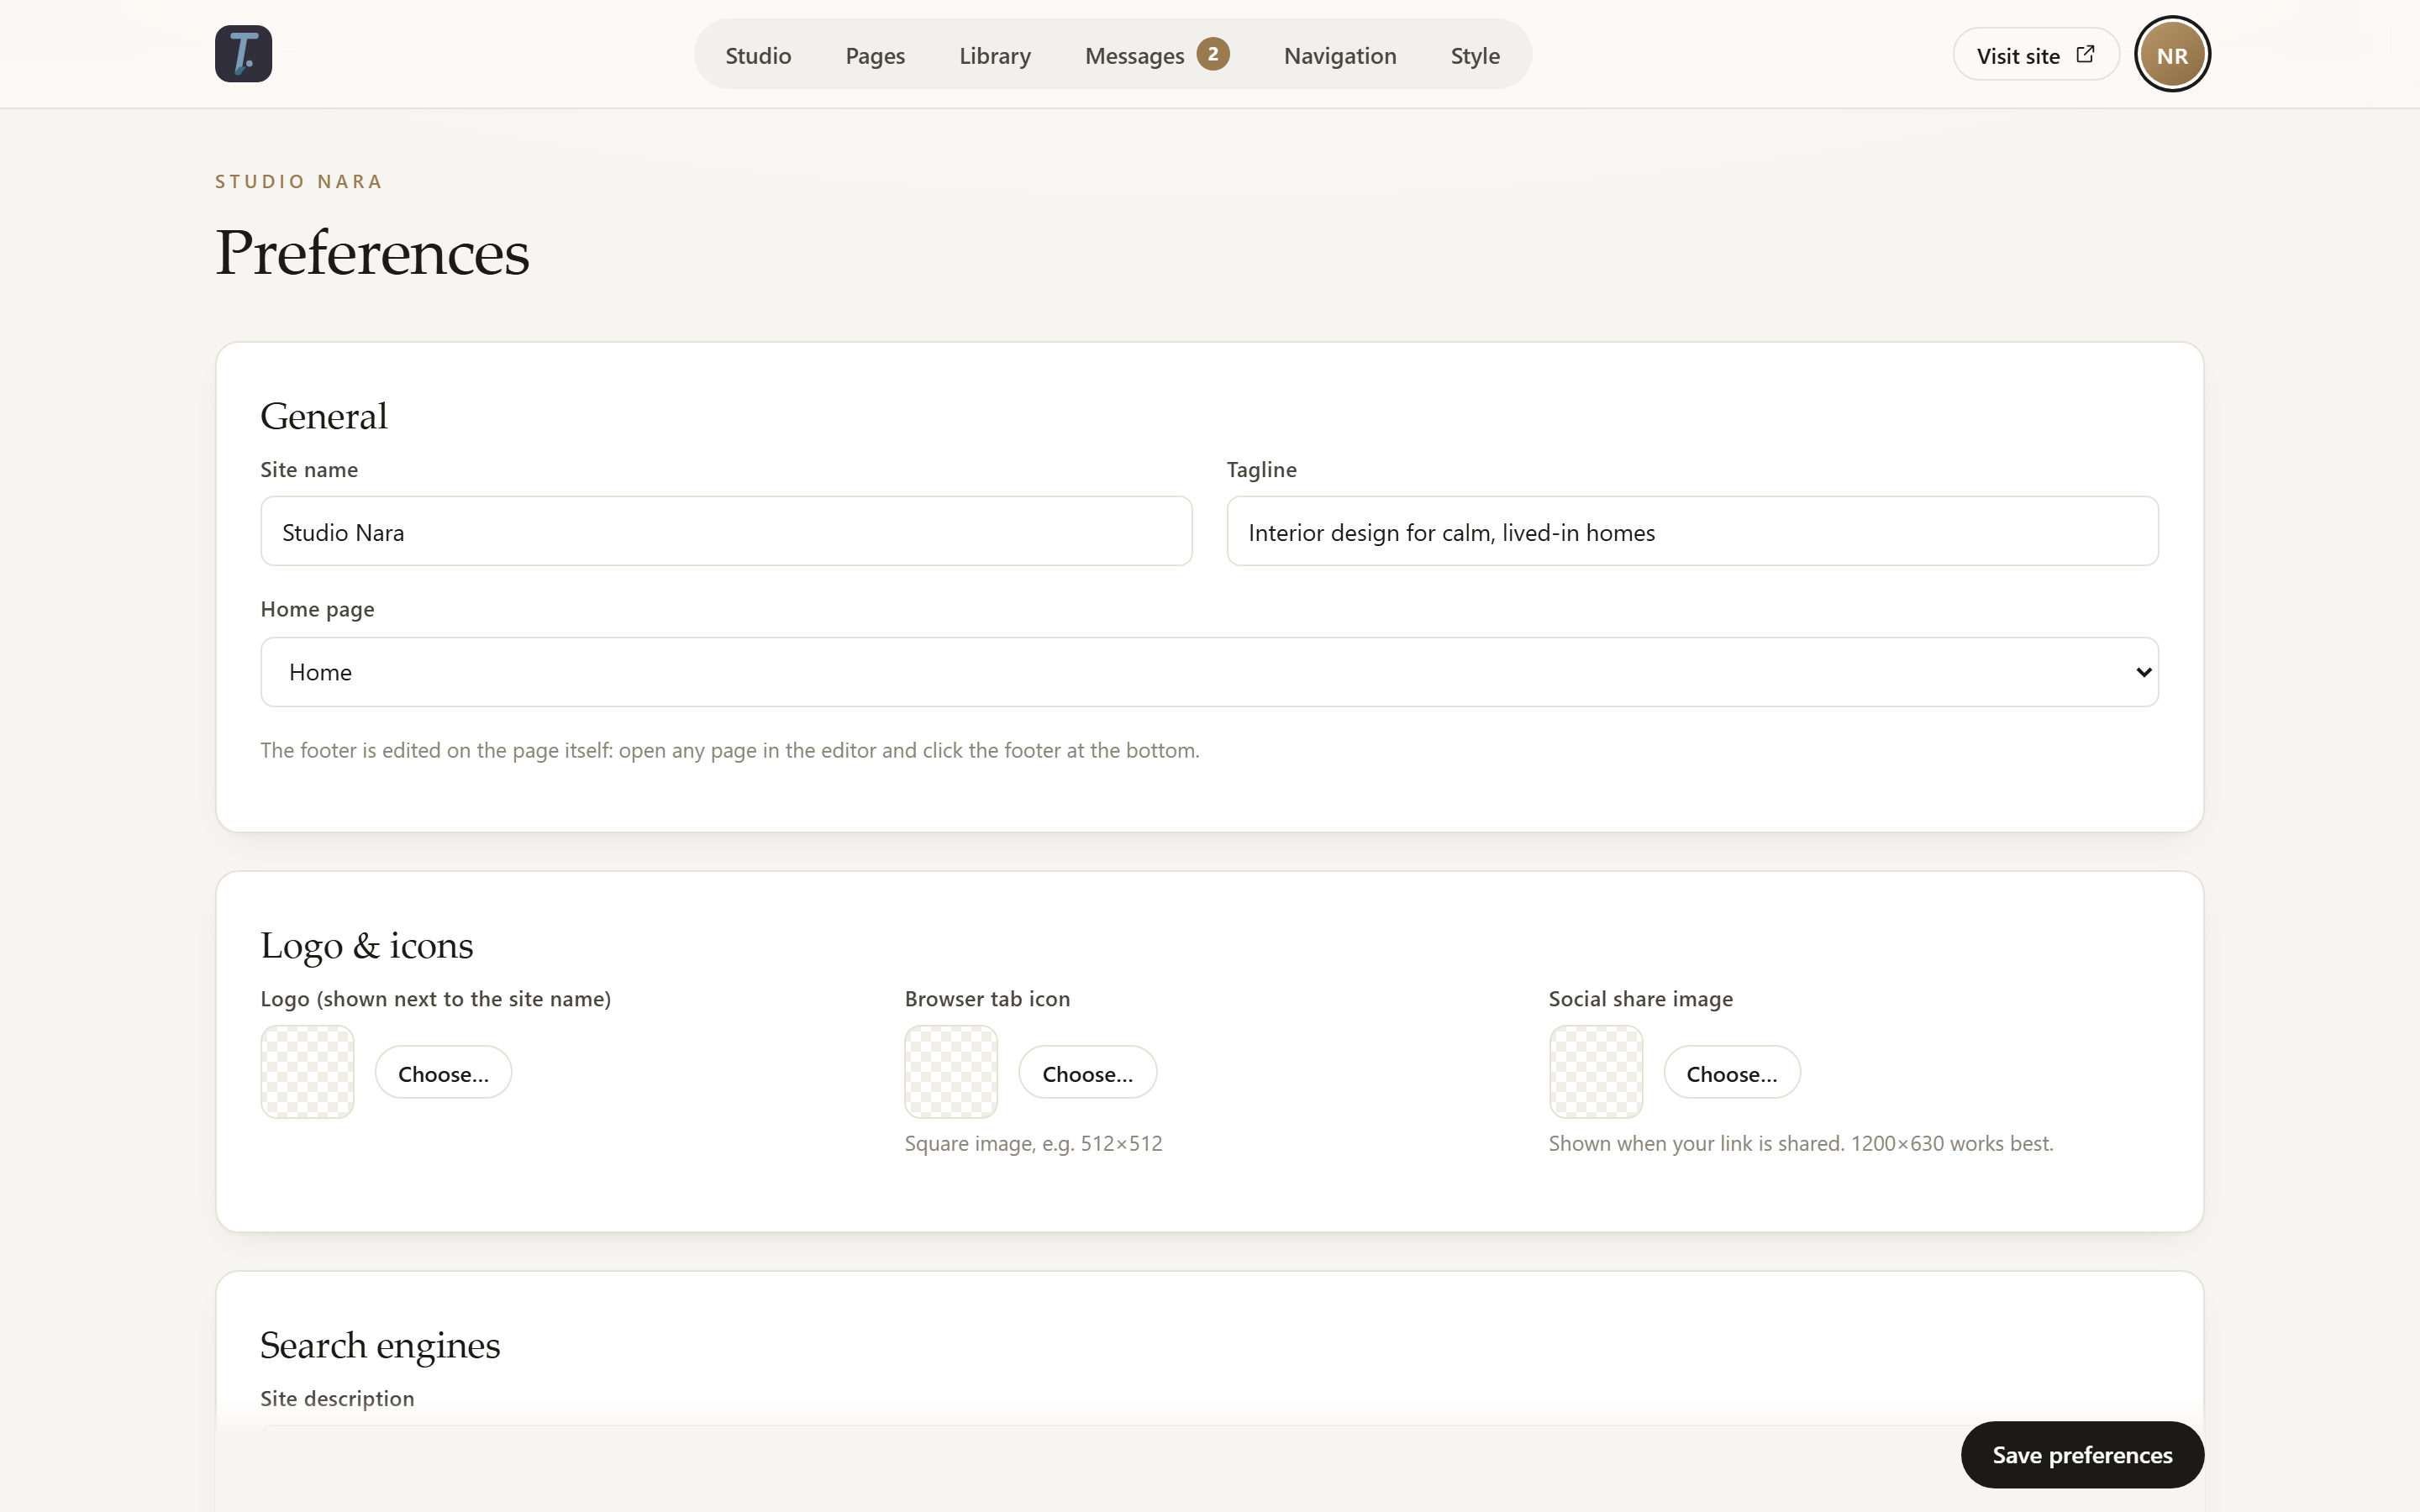 T.
Studio Pages Library Messages 2 Navigation Style
Visit site
NR
STUDIO NARA
Preferences
General
Site name
Studio Nara
Tagline
Interior design for calm, lived-in homes
Home page
Home
The footer is edited on the page itself: open any page in the editor and click the footer at the bottom.
Logo & icons
Logo (shown next to the site name)
Choose...
Browser tab icon
Choose...
Square image, e.g. 512×512
Social share image
Choose...
Shown when your link is shared. 1200×630 works best.
Search engines
Site description
Save preferences